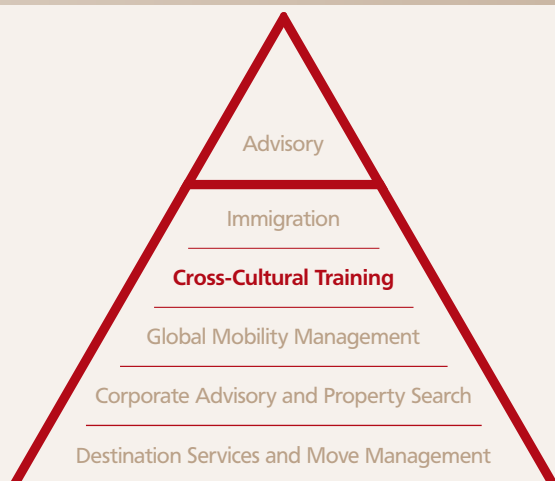 Advisory
Immigration
Cross-Cultural Training
Global Mobility Management
Corporate Advisory and Property Search
Destination Services and Move Management